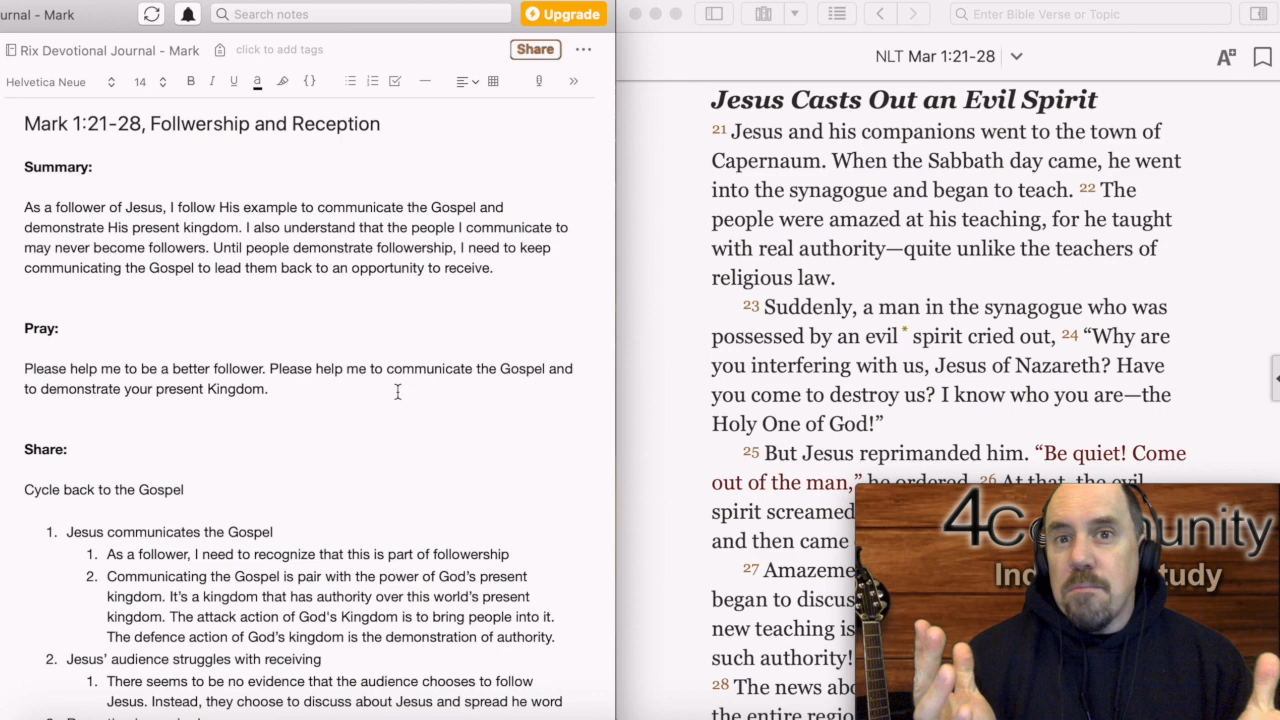 urnal - Mark
Search notes
Upgrade
Rix Devotional Journal - Mark
click to add tags
Share
Helvetica Neue
14
B I U a
Mark 1:21-28, Follwership and Reception
Summary:
As a follower of Jesus, I follow His example to communicate the Gospel and
demonstrate His present kingdom. I also understand that the people I communicate to
may never become followers. Until people demonstrate followership, I need to keep
communicating the Gospel to lead them back to an opportunity to receive.
Pray:
Please help me to be a better follower. Please help me to communicate the Gospel and
to demonstrate your present Kingdom.
Share:
Cycle back to the Gospel
1. Jesus communicates the Gospel
1. As a follower, I need to recognize that this is part of followership
2. Communicating the Gospel is pair with the power of God's present
kingdom. It's a kingdom that has authority over this world's present
kingdom. The attack action of God's Kingdom is to bring people into it.
The defence action of God's kingdom is the demonstration of authority.
2. Jesus' audience struggles with receiving
1. There seems to be no evidence that the audience chooses to follow
Jesus. Instead, they choose to discuss about Jesus and spread he word
Enter Bible Verse or Topic
NLT Mar 1:21-28
Jesus Casts Out an Evil Spirit
21 Jesus and his companions went to the town of
Capernaum. When the Sabbath day came, he went
into the synagogue and began to teach. 22 The
people were amazed at his teaching, for he taught
with real authority—quite unlike the teachers of
religious law.
23 Suddenly, a man in the synagogue who was
possessed by an evil * spirit cried out, 24 “Why are
you interfering with us, Jesus of Nazareth? Have
you come to destroy us? I know who you are—the
Holy One of God!”
25 But Jesus reprimanded him. “Be quiet! Come
out of the man,” he ordered. 26 At that, the evil
spirit screamed
and then came
27 Amazeme
began to discus
new teaching is
such authority!
28 The news abo
the entire regio
4C munity
Ind tudy